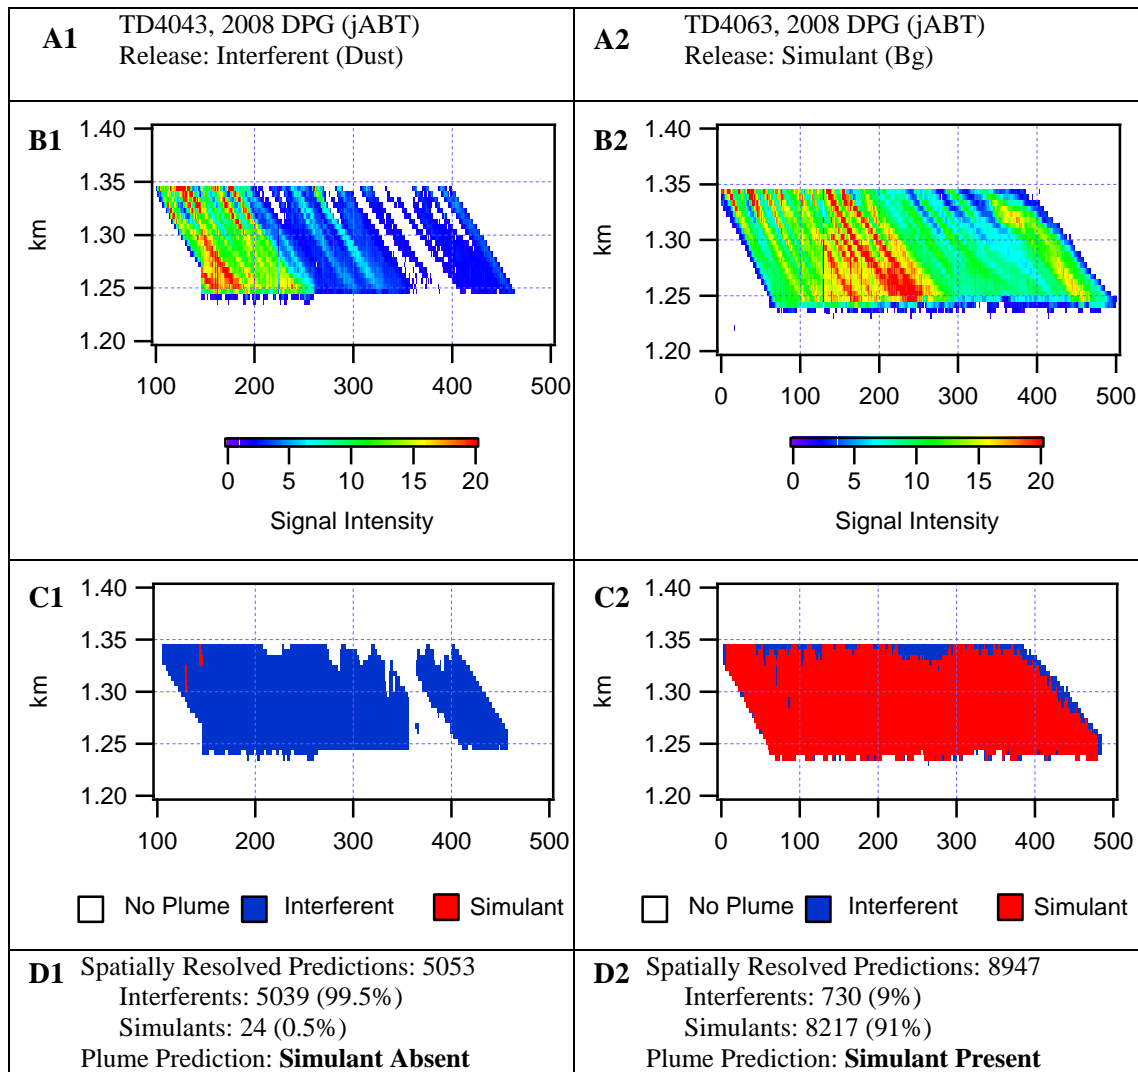 A1 TD4043, 2008 DPG (jABT)
Release: Interferent (Dust)
A2 TD4063, 2008 DPG (jABT)
Release: Simulant (Bg)
B1
1.40
1.35
1.30
1.25
1.20
km
100 200 300 400 500
0 5 10 15 20
Signal Intensity
B2
1.40
1.35
1.30
1.25
1.20
km
0 100 200 300 400 500
0 5 10 15 20
Signal Intensity
C1
1.40
1.35
1.30
1.25
1.20
km
100 200 300 400 500
No Plume Interferent Simulant
C2
1.40
1.35
1.30
1.25
1.20
km
0 100 200 300 400 500
No Plume Interferent Simulant
D1 Spatially Resolved Predictions: 5053
Interferents: 5039 (99.5%)
Simulants: 24 (0.5%)
Plume Prediction: Simulant Absent
D2 Spatially Resolved Predictions: 8947
Interferents: 730 (9%)
Simulants: 8217 (91%)
Plume Prediction: Simulant Present